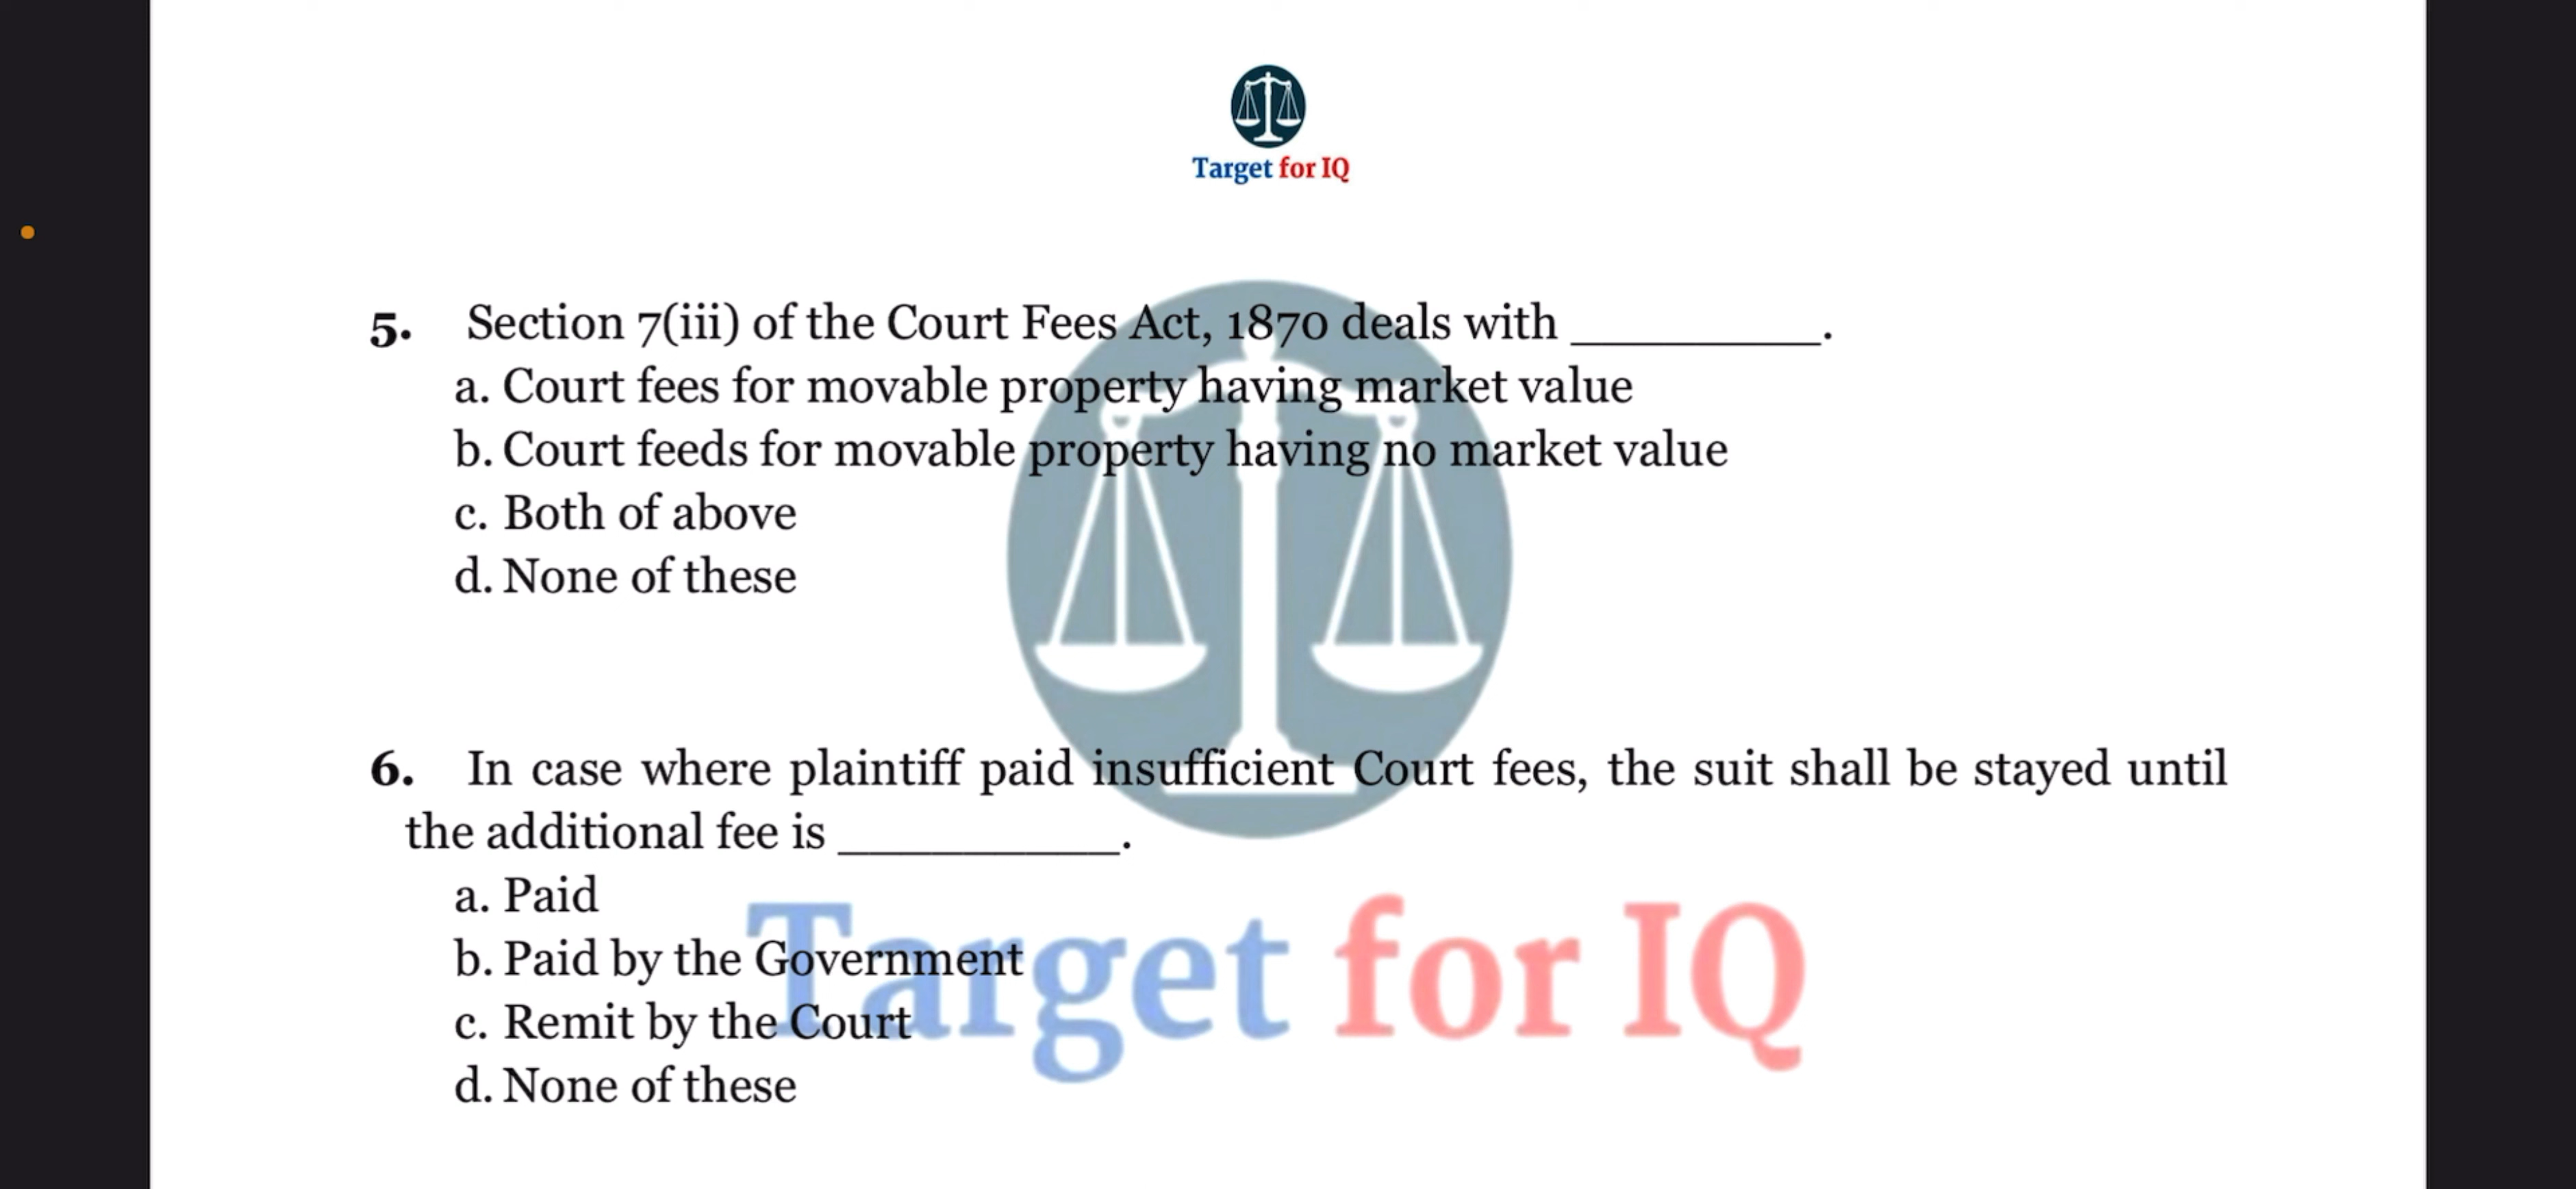 Target for IQ
5. Section 7(iii) of the Court Fees Act, 1870 deals with __________.
a. Court fees for movable property having market value
b. Court feeds for movable property having no market value
c. Both of above
d. None of these
6. In case where plaintiff paid insufficient Court fees, the suit shall be stayed until
the additional fee is ___________.
a. Paid
b. Paid by the Government
c. Remit by the Court
d. None of these
Target for IQ